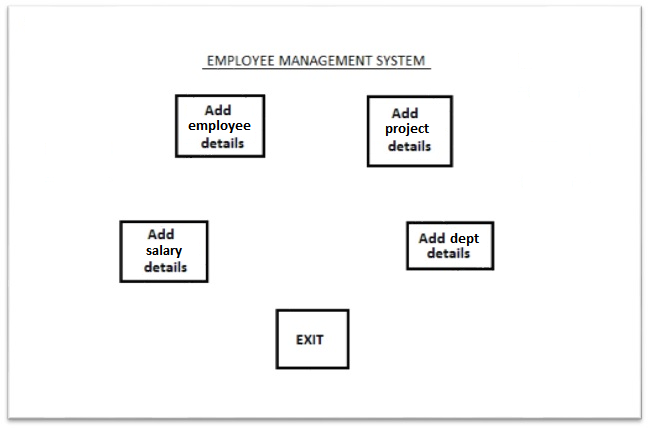 EMPLOYEE MANAGEMENT SYSTEM
Add
employee
details
Add
project
details
Add
salary
details
Add dept
details
EXIT